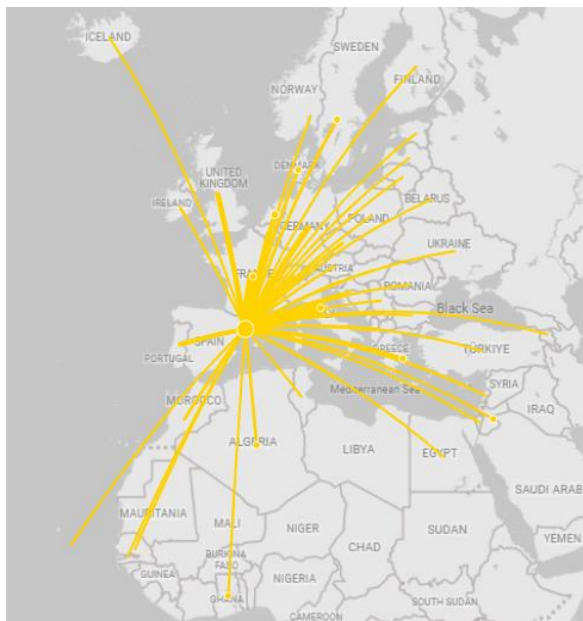 ICELAND
SWEDEN
FINLAND
NORWAY
DENMARK
UNITED
KINGDOM
IRELAND
BELARUS
POLAND
GERMANY
UKRAINE
AUSTRIA
FRANCE
ROMANIA
Black Sea
SPAIN
PORTUGAL
GREECE
TÜRKIYE
SYRIA
Mediterranean Sea
IRAQ
MOROCCO
ALGERIA
LIBYA
EGYPT
SAUDI ARAB
MAURITANIA
MALI
NIGER
SUDAN
CHAD
YEMEN
BURKINA
FASO
GUINEA
NIGERIA
GHANA
SOUTH SUDAN
CAMEROON